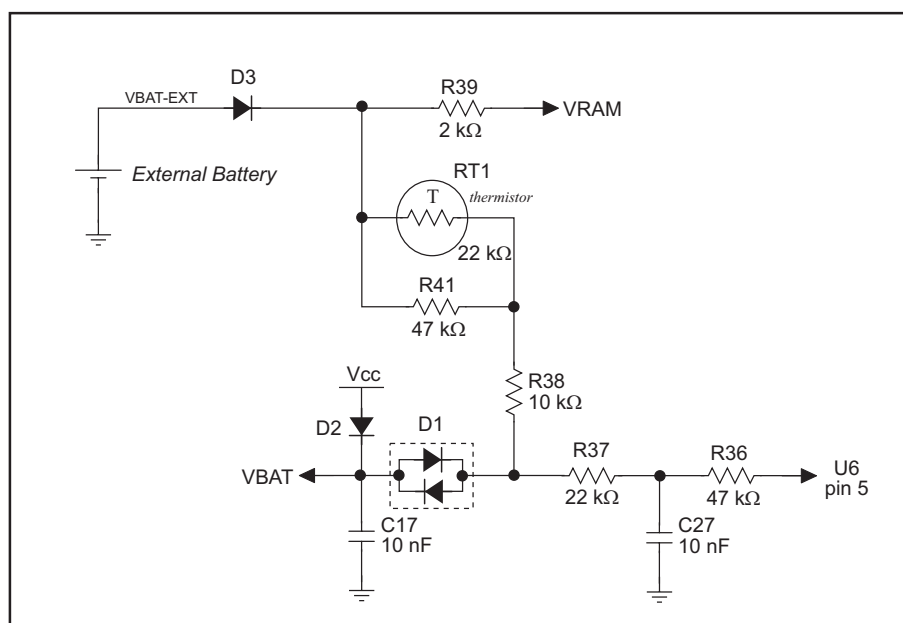 D3
VBAT-EXT
R39
2 kΩ
VRAM
External Battery
RT1
T
thermistor
22 kΩ
R41
47 kΩ
R38
10 kΩ
Vcc
D2
D1
VBAT
R37
22 kΩ
R36
47 kΩ
U6
pin 5
C17
10 nF
C27
10 nF